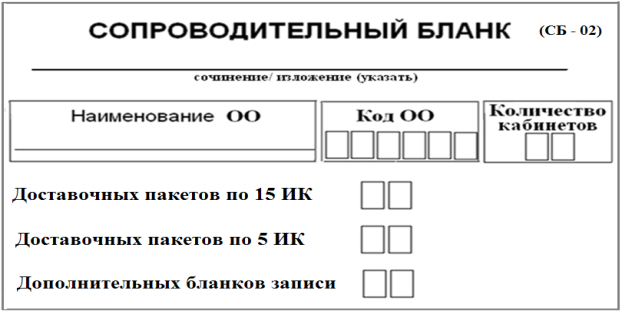 СОПРОВОДИТЕЛЬНЫЙ БЛАНК (СБ - 02)
сочинение/ изложение (указать)
Наименование ОО
Код ОО
Количество
кабинетов
Доставочных пакетов по 15 ИК
Доставочных пакетов по 5 ИК
Дополнительных бланков записи